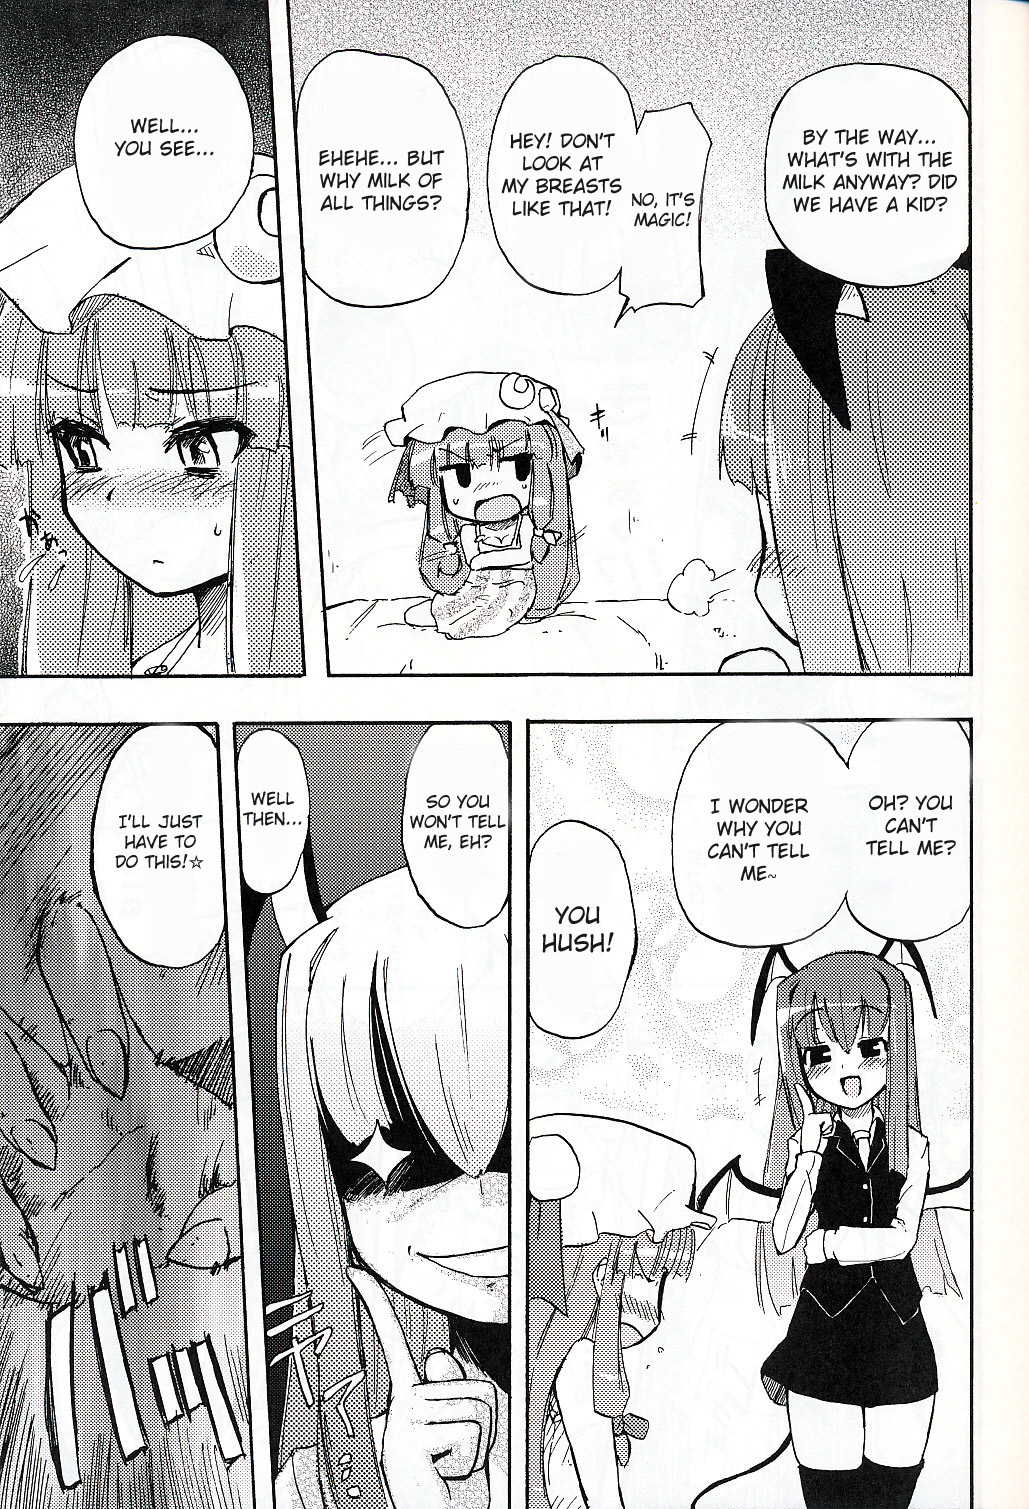 BY THE WAY...
WHAT'S WITH THE
MILK ANYWAY? DID
WE HAVE A KID?
NO, IT'S
MAGIC!
HEY! DON'T
LOOK AT
MY BREASTS
LIKE THAT!
EHEHE... BUT
WHY MILK OF
ALL THINGS?
WELL...
YOU SEE...
OH? YOU
CAN'T
TELL ME?
I WONDER
WHY YOU
CAN'T TELL
ME~
YOU
HUSH!
SO YOU
WON'T TELL
ME, EH?
WELL
THEN...
I'LL JUST
HAVE TO
DO THIS!☆